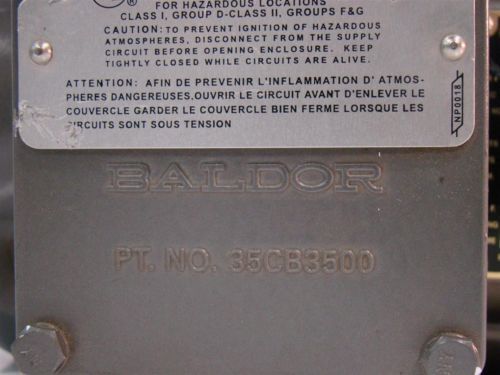 FOR HAZARDOUS LOCATIONS
CLASS I, GROUP D-CLASS II, GROUPS F&G
CAUTION: TO PREVENT IGNITION OF HAZARDOUS
ATMOSPHERES, DISCONNECT FROM THE SUPPLY
CIRCUIT BEFORE OPENING ENCLOSURE. KEEP
TIGHTLY CLOSED WHILE CIRCUITS ARE ALIVE.
ATTENTION: AFIN DE PREVENIR L'INFLAMMATION D' ATMOS-
PHERES DANGEREUSES.OUVRIR LE CIRCUIT AVANT D'ENLEVER LE
COUVERCLE GARDER LE COUVERCLE BIEN FERME LORSQUE LES
CIRCUITS SONT SOUS TENSION
NP0018
BALDOR
PT. NO. 35CB3500